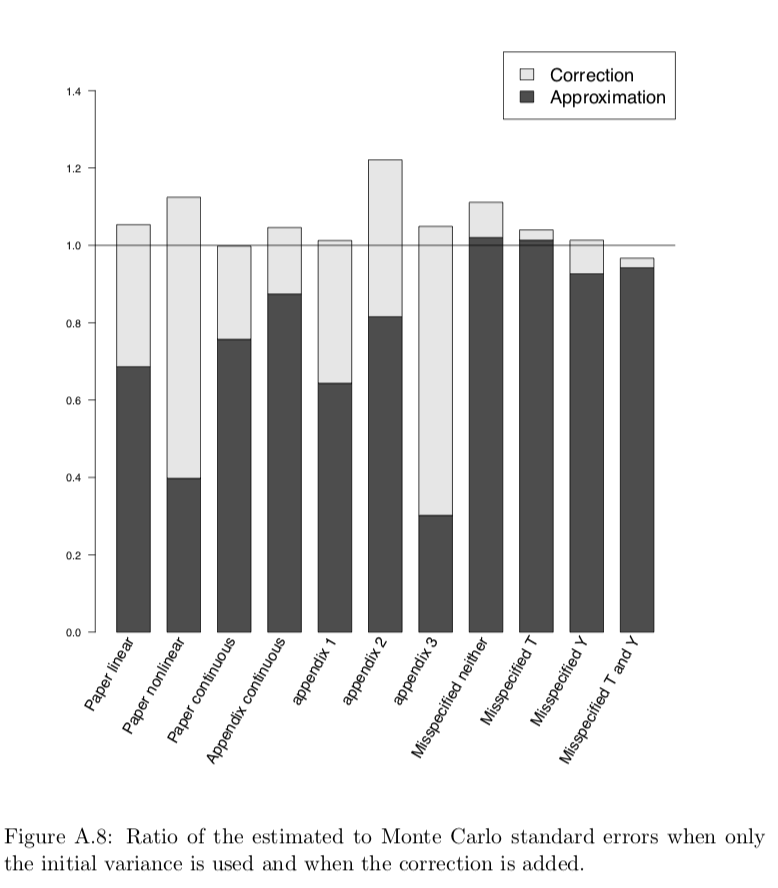 Correction
Approximation
1.4
1.2
1.0
0.8
0.6
0.4
0.2
0.0
Paper linear
Paper nonlinear
Paper continuous
Appendix continuous
appendix 1
appendix 2
appendix 3
Misspecified neither
Misspecified T
Misspecified Y
Misspecified T and Y
Figure A.8: Ratio of the estimated to Monte Carlo standard errors when only
the initial variance is used and when the correction is added.